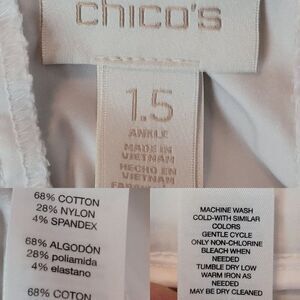 chico's
1.5
ANKLE
MADE IN
VIETNAM
HECHO EN
VIETNAM
68% COTTON
28% NYLON
4% SPANDEX
68% ALGODÓN
28% poliamida
4% elastano
68% COTON
MACHINE WASH
COLD-WITH SIMILAR
COLORS
GENTLE CYCLE
ONLY NON-CHLORINE
BLEACH WHEN
NEEDED
TUMBLE DRY LOW
WARM IRON AS
NEEDED
MAY BE DRY CLEANED